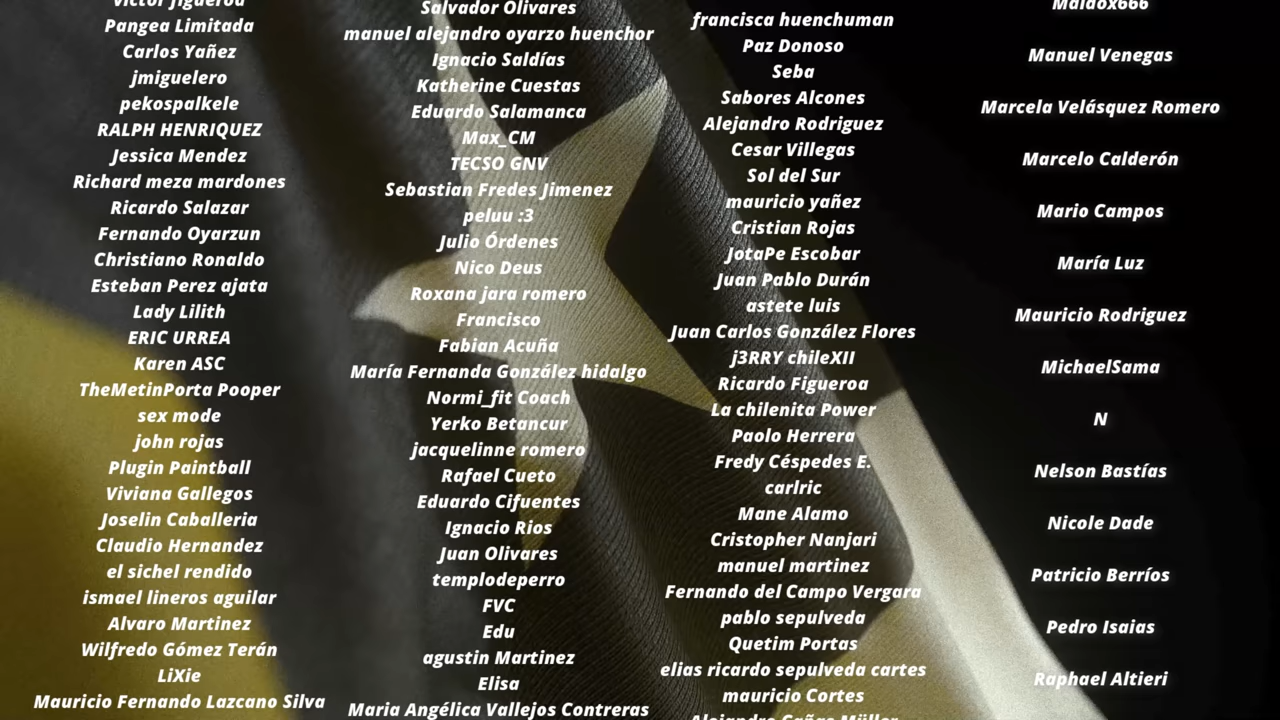 victor figueroa
Pangea Limitada
Carlos Yañez
jmiguelero
pekospalkele
RALPH HENRIQUEZ
Jessica Mendez
Richard meza mardones
Ricardo Salazar
Fernando Oyarzun
Christiano Ronaldo
Esteban Perez ajata
Lady Lilith
ERIC URREA
Karen ASC
TheMetinPorta Pooper
sex mode
john rojas
Plugin Paintball
Viviana Gallegos
Joselin Caballeria
Claudio Hernandez
el sichel rendido
ismael lineros aguilar
Alvaro Martinez
Wilfredo Gómez Terán
LiXie
Mauricio Fernando Lazcano Silva
Salvador Olivares
manuel alejandro oyarzo huenchor
Ignacio Saldías
Katherine Cuestas
Eduardo Salamanca
Max_CM
TECSO GNV
Sebastian Fredes Jimenez
peluu :3
Julio Órdenes
Nico Deus
Roxana jara romero
Francisco
Fabian Acuña
María Fernanda González hidalgo
Normi_fit Coach
Yerko Betancur
jacquelinne romero
Rafael Cueto
Eduardo Cifuentes
Ignacio Rios
Juan Olivares
templodeperro
FVC
Edu
agustin Martinez
Elisa
Maria Angélica Vallejos Contreras
francisca huenchuman
Paz Donoso
Seba
Sabores Alcones
Alejandro Rodriguez
Cesar Villegas
Sol del Sur
mauricio yañez
Cristian Rojas
JotaPe Escobar
Juan Pablo Durán
astete luis
Juan Carlos González Flores
j3RRY chileXII
Ricardo Figueroa
La chilenita Power
Paolo Herrera
Fredy Céspedes E.
carlric
Mane Alamo
Cristopher Nanjari
manuel martinez
Fernando del Campo Vergara
pablo sepulveda
Quetim Portas
elias ricardo sepulveda cartes
mauricio Cortes
Alejandro Cañas Müller
Maldox666
Manuel Venegas
Marcela Velásquez Romero
Marcelo Calderón
Mario Campos
María Luz
Mauricio Rodriguez
MichaelSama
N
Nelson Bastías
Nicole Dade
Patricio Berríos
Pedro Isaias
Raphael Altieri